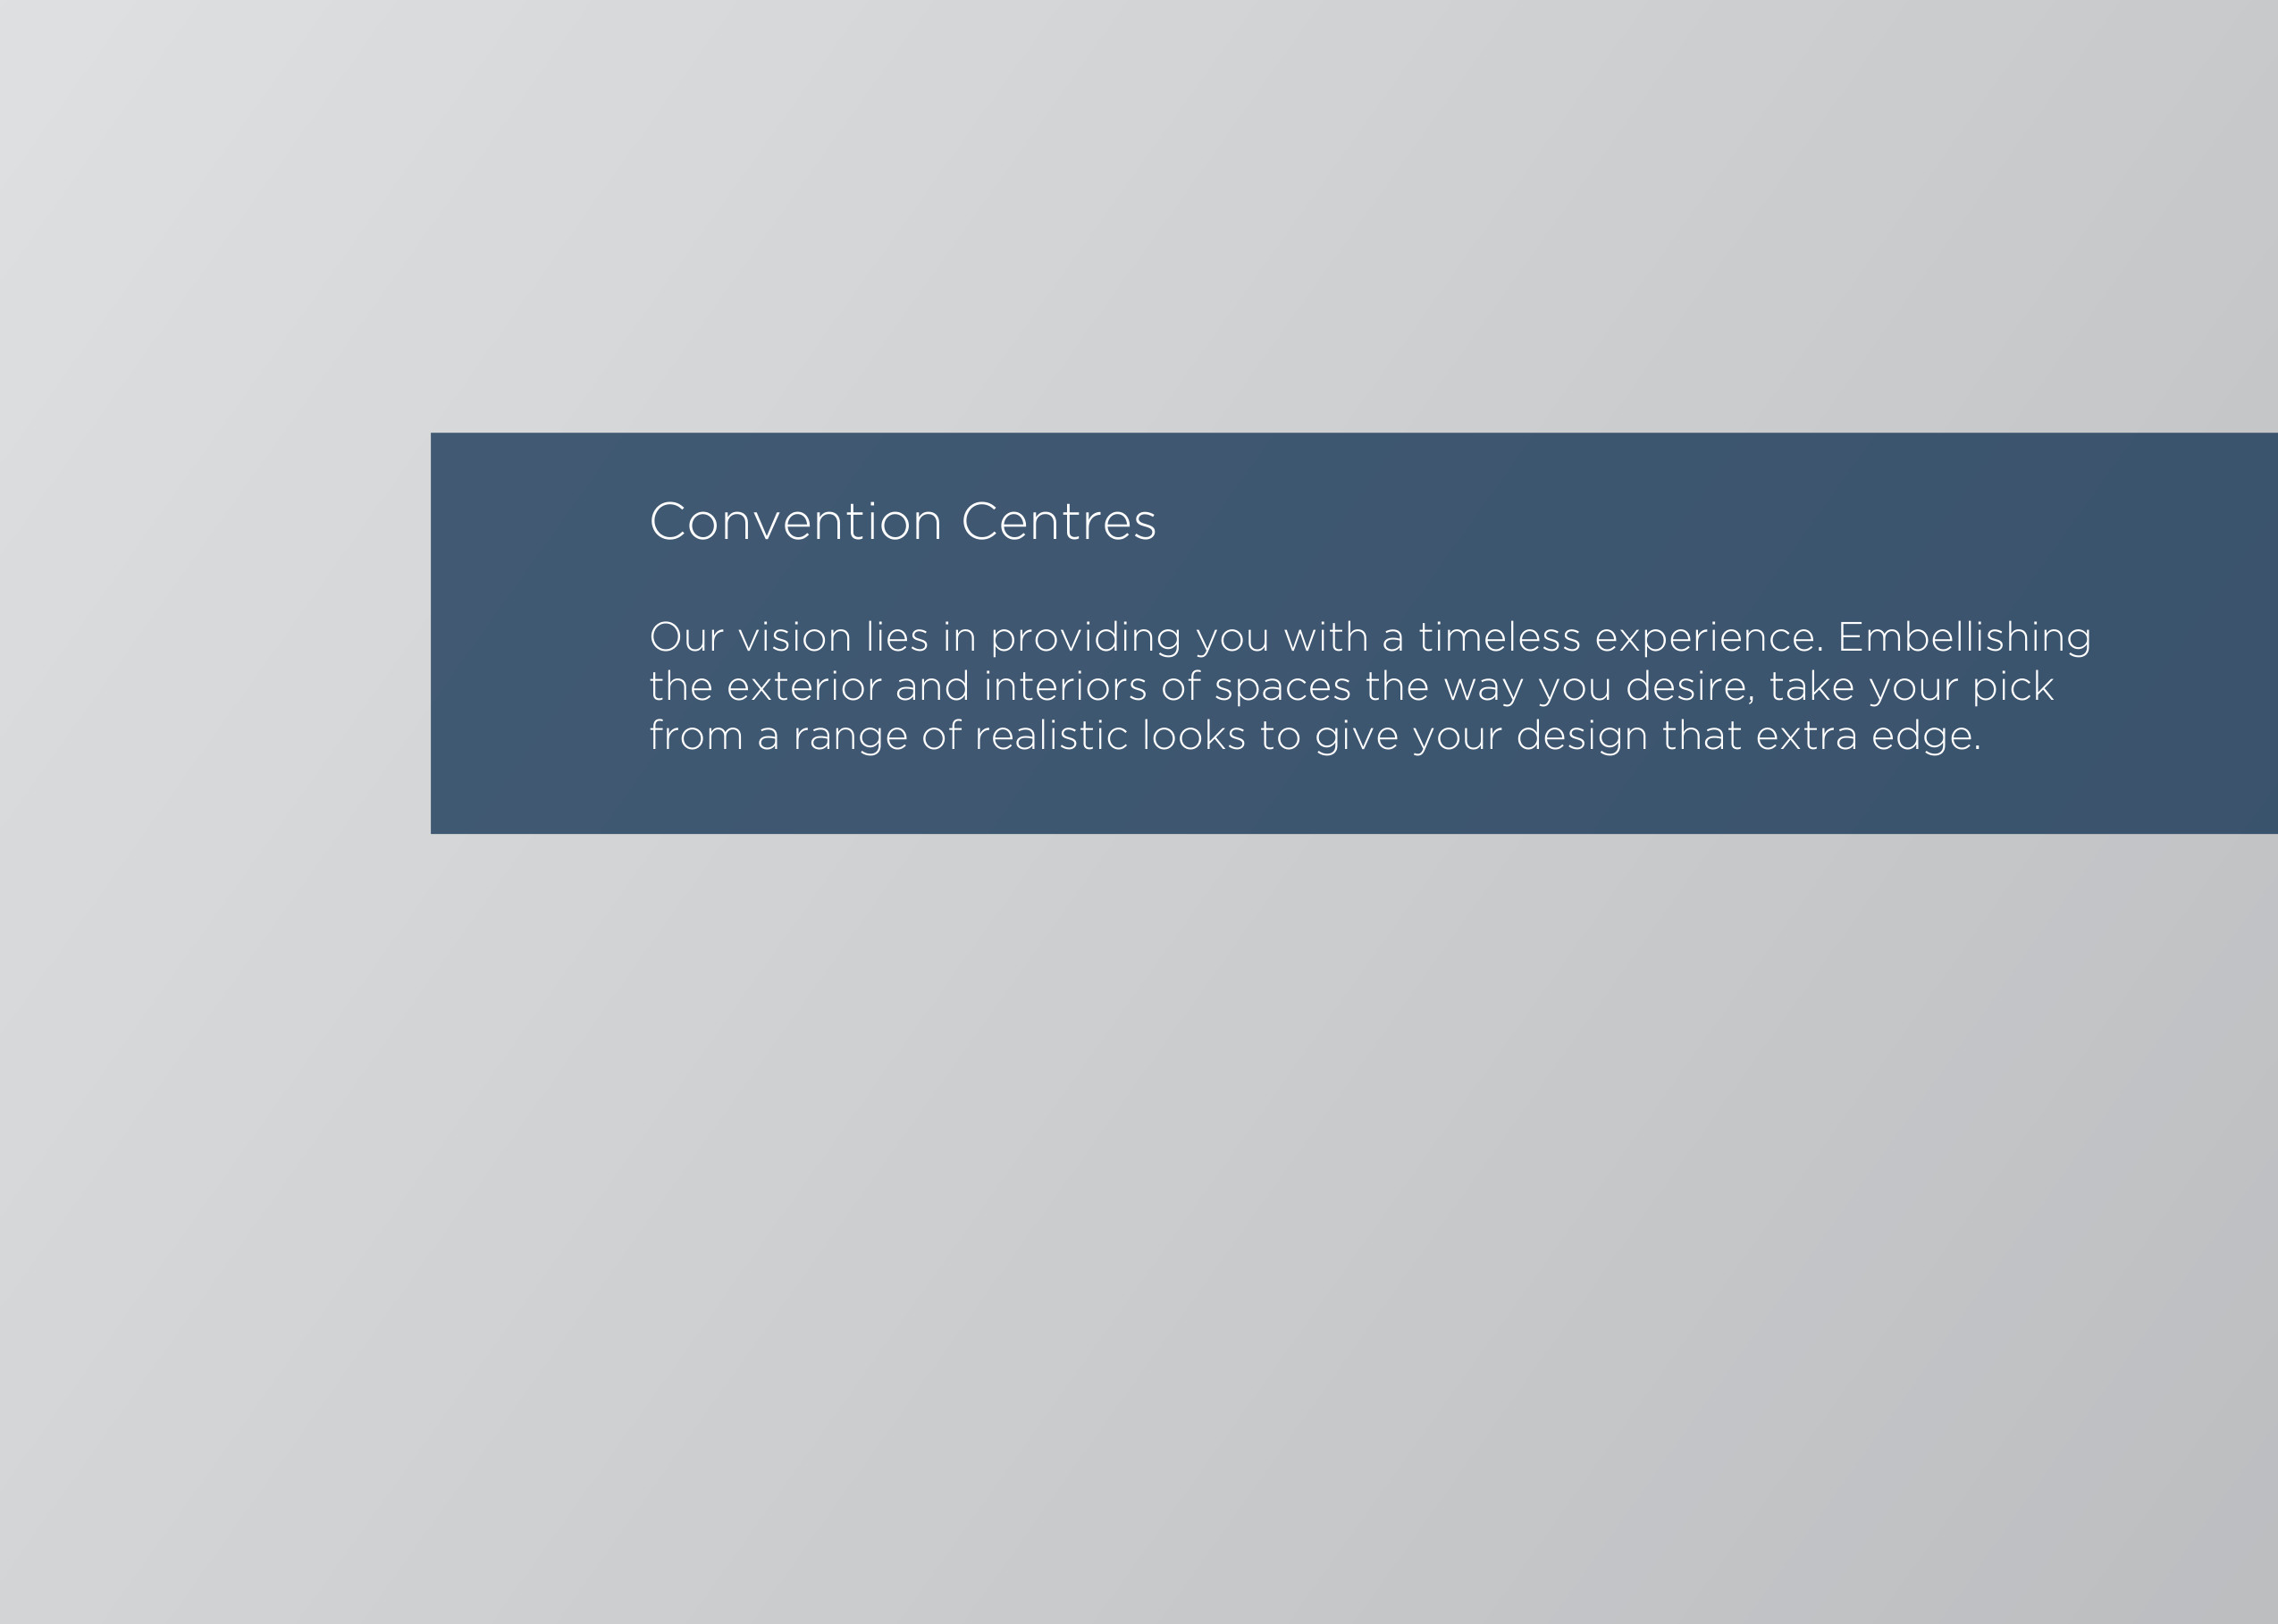 Convention Centres
Our vision lies in providing you with a timeless experience. Embellishing
the exterior and interiors of spaces the way you desire, take your pick
from a range of realistic looks to give your design that extra edge.